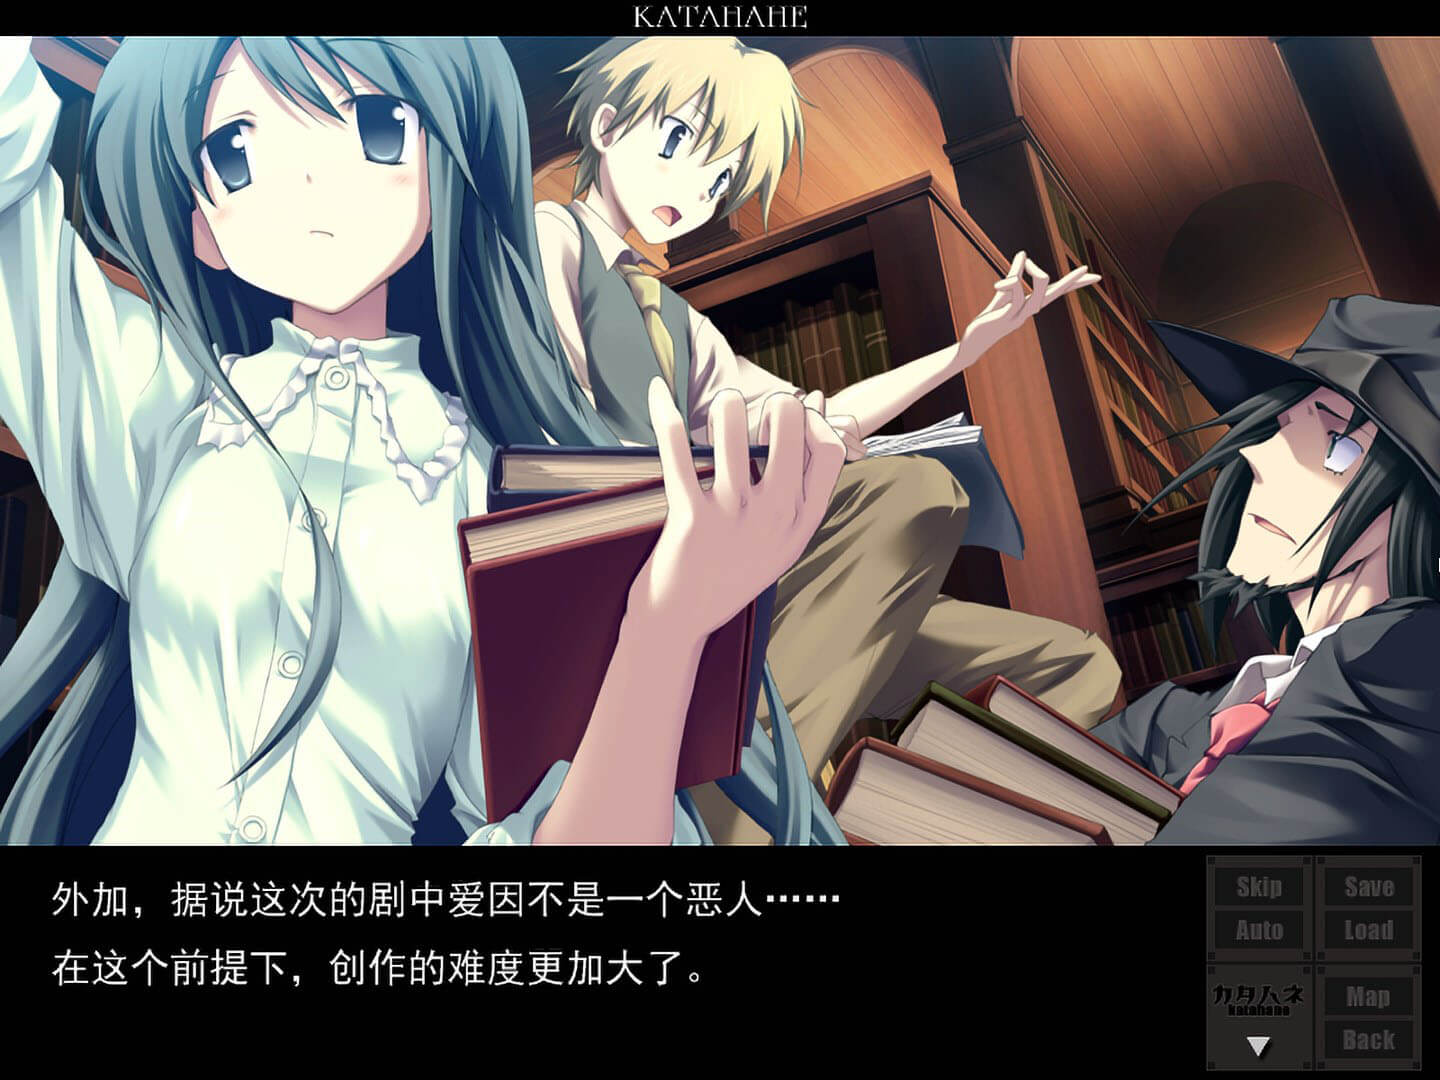 KATAHAHE
外加，据说这次的剧中爱因不是一个恶人……
在这个前提下，创作的难度更加大了。
Skip
Save
Auto
Load
カタハネ
katahane
Map
Back